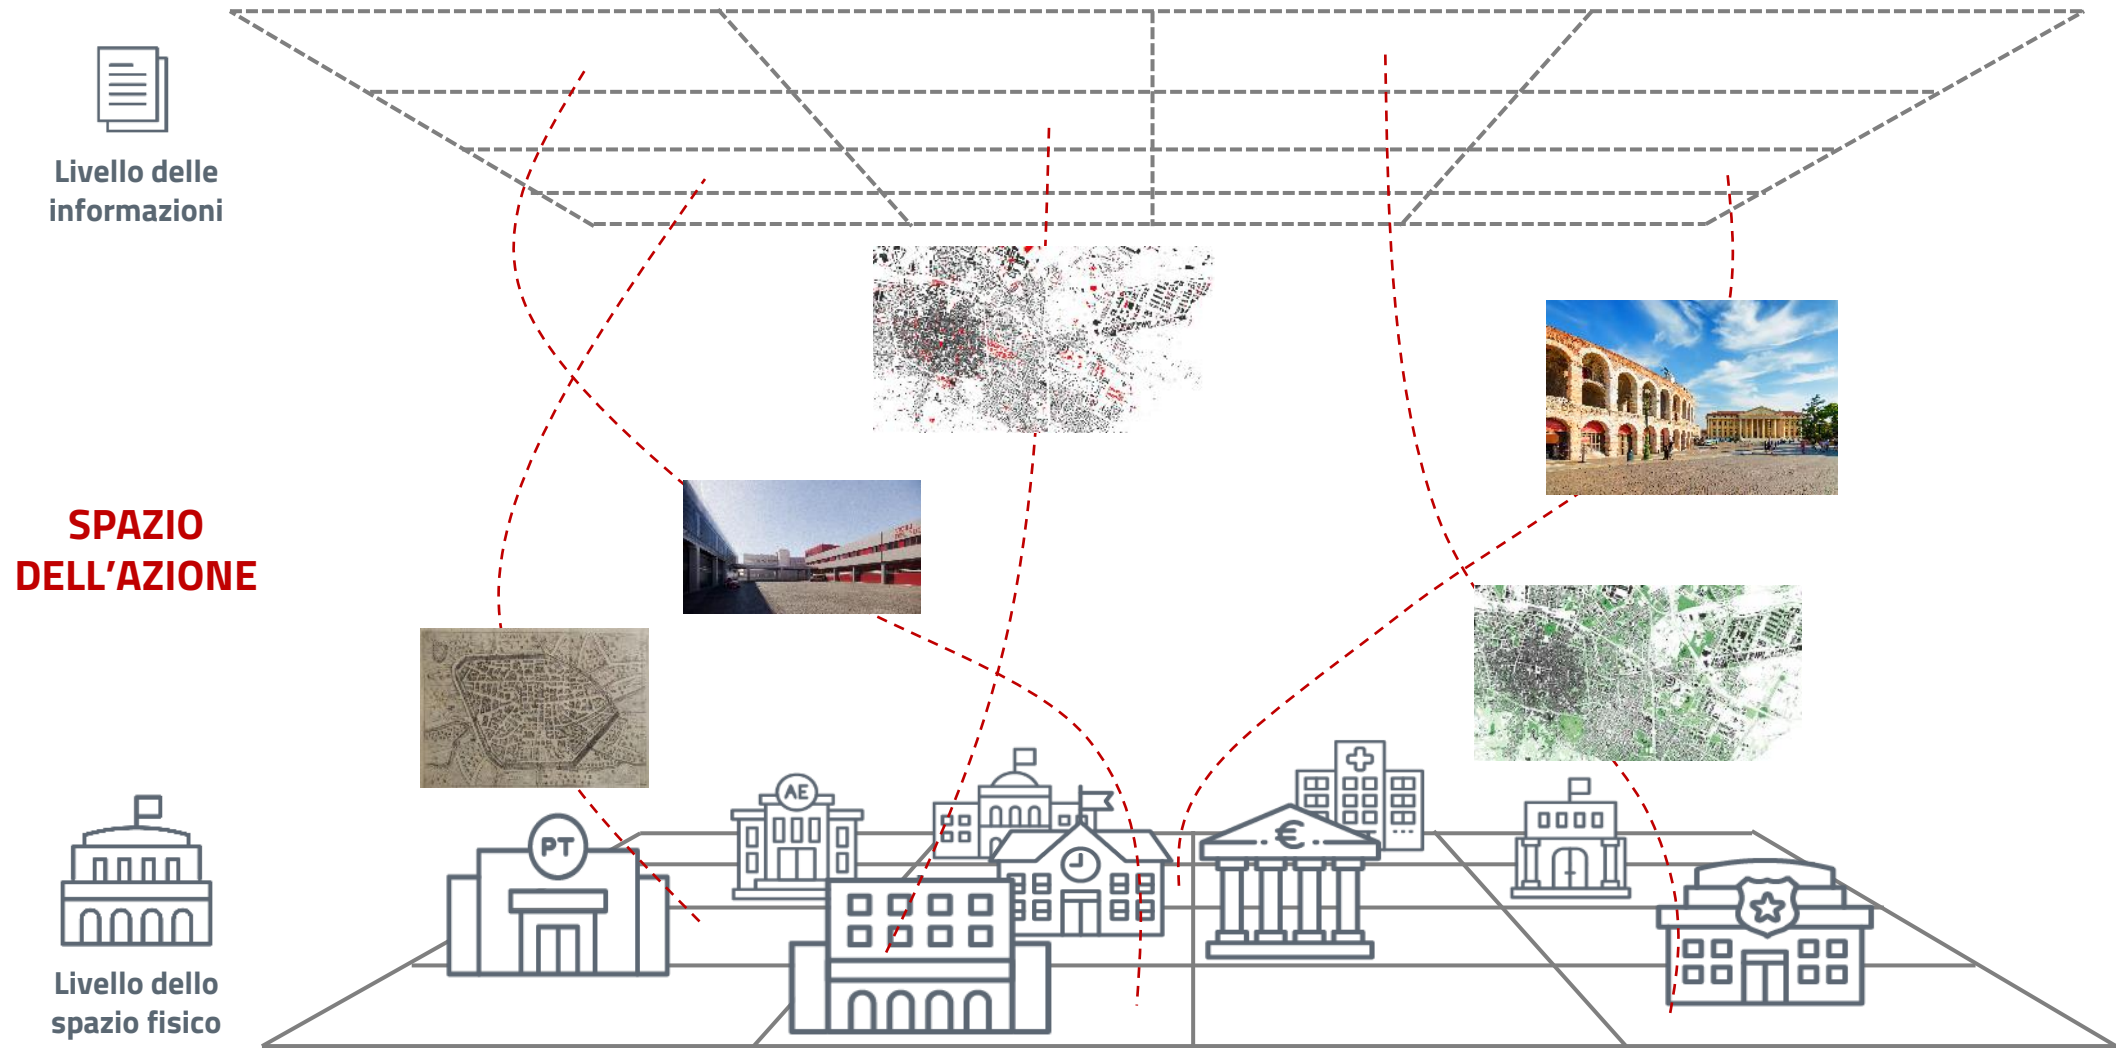 Livello delle
informazioni
SPAZIO
DELL'AZIONE
AE
PT
€
Livello dello
spazio fisico